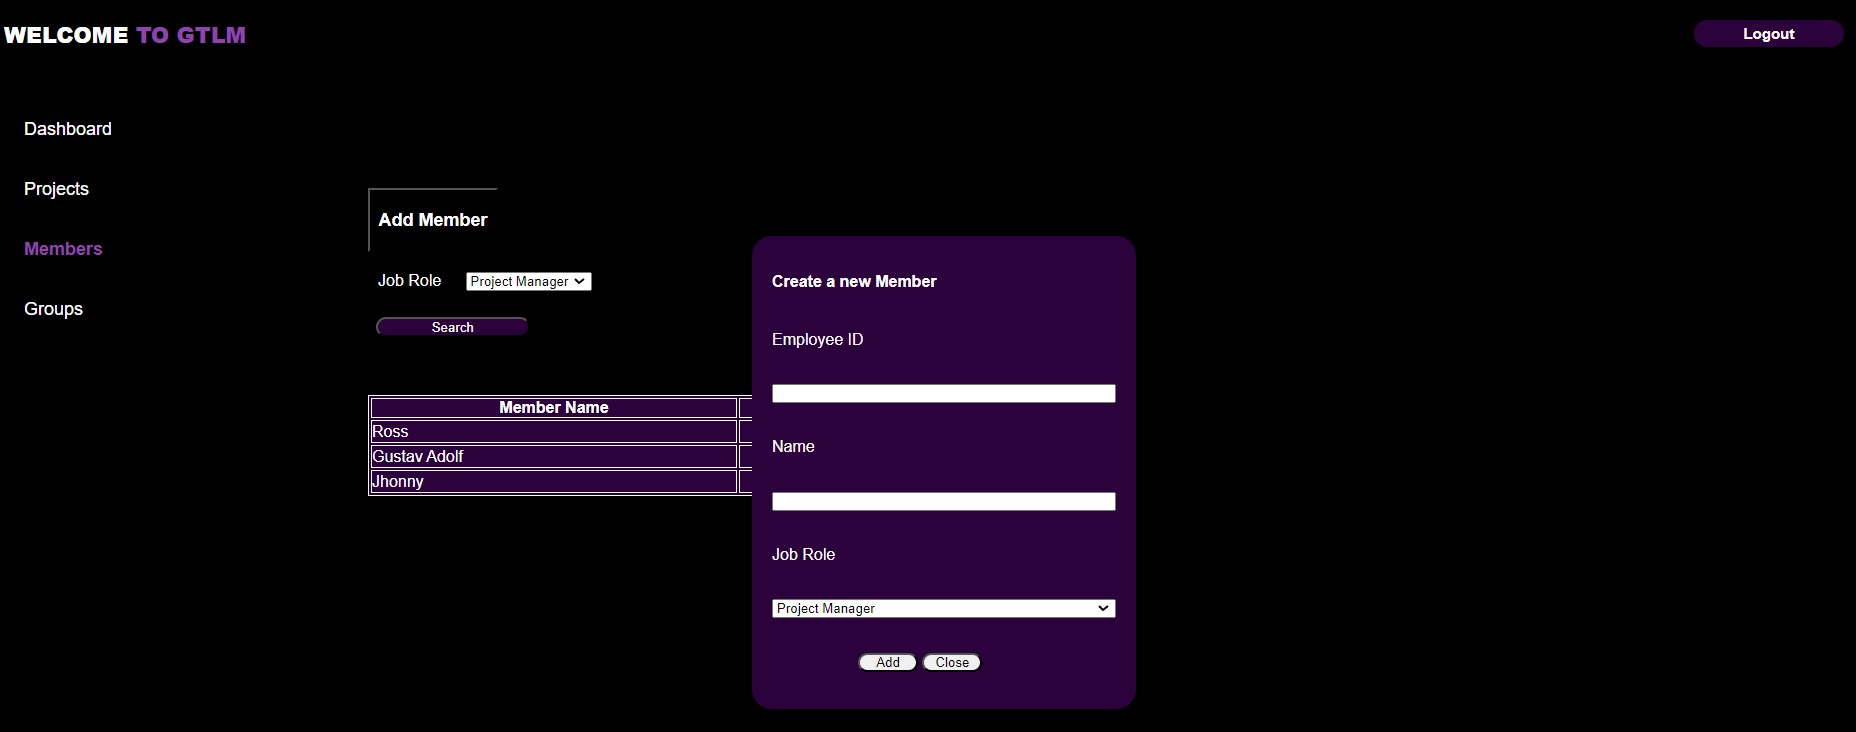 WELCOME TO GTLM
Logout
Dashboard
Projects
Members
Groups
Add Member
Job Role Project Manager
Search
Member Name
Ross
Gustav Adolf
Jhonny
Create a new Member
Employee ID
Name
Job Role
Project Manager
Add Close